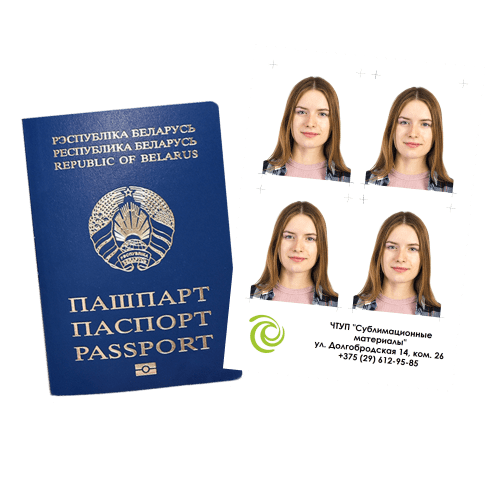 РЭСПУБЛІКА БЕЛАРУСЬ
РЕСПУБЛИКА БЕЛАРУСЬ
REPUBLIC OF BELARUS
ПАШПАРТ
ПАСПОРТ
PASSPORT
ЧТУП "Сублимационные
материалы"
ул. Долгобродская 14, ком. 26
+375 (29) 612-95-85